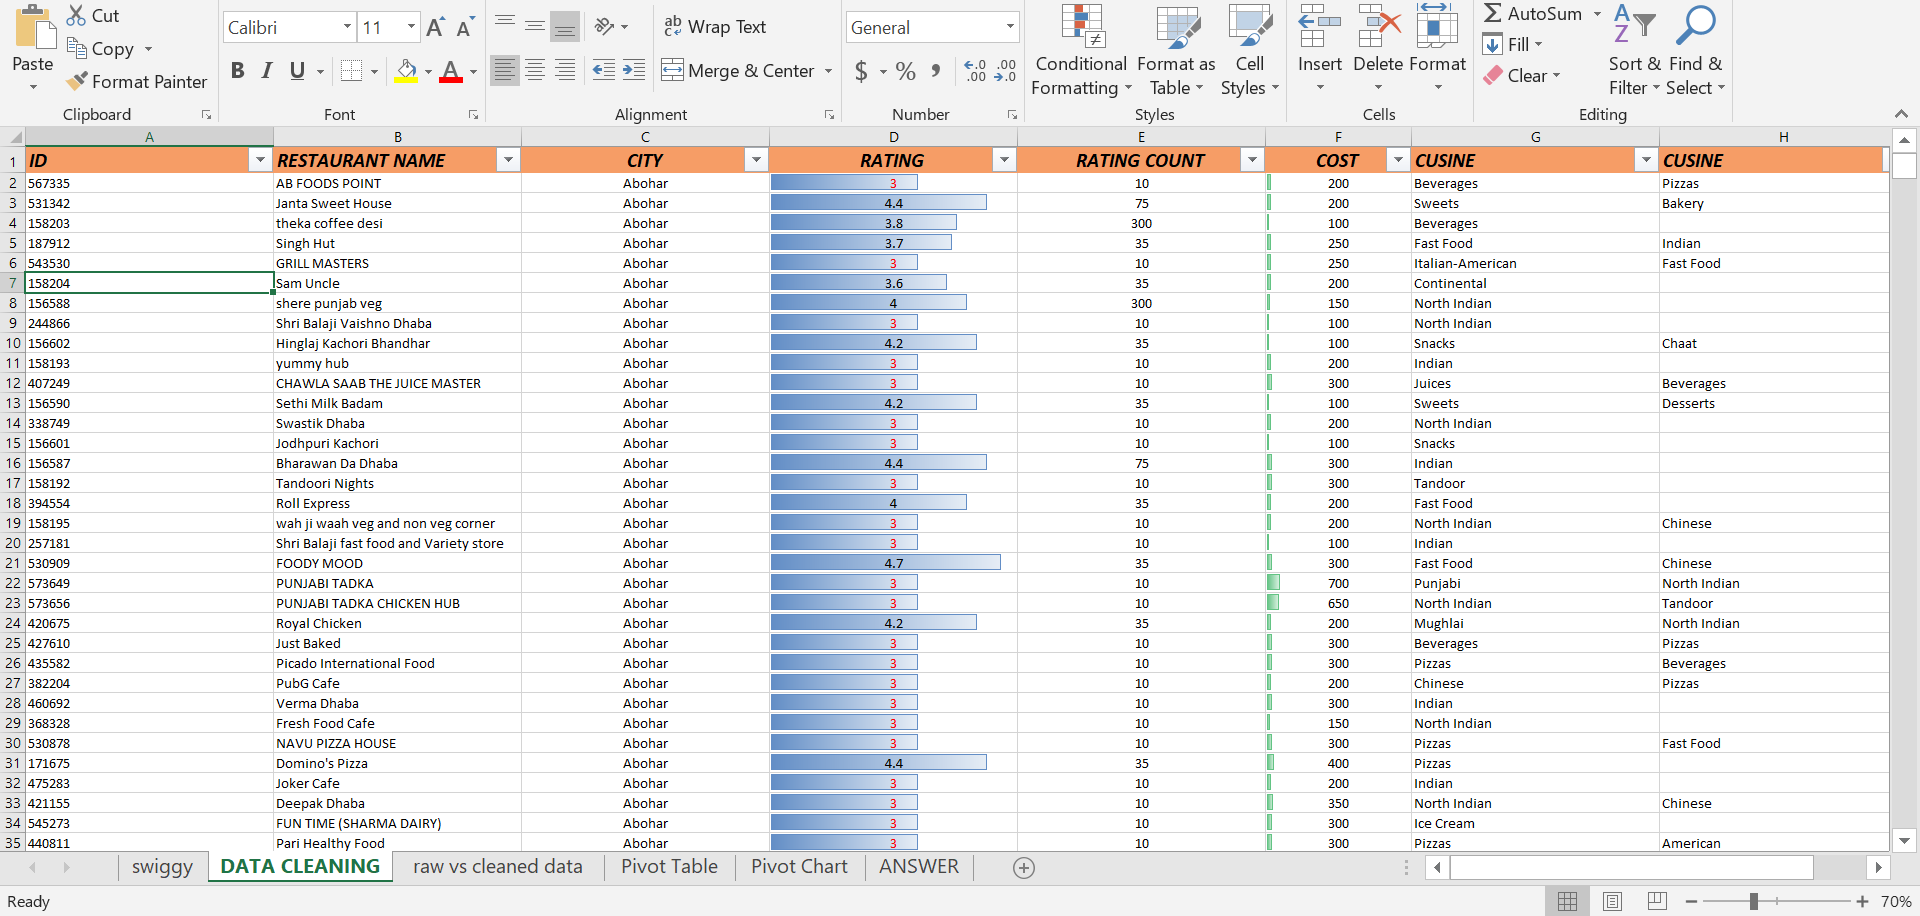 Cut
Copy
Format Painter
Paste
Clipboard
Calibri 11 A A
B I U A
Font
ab
Wrap Text
Merge & Center
Alignment
General
$ % , .00 .00
Number
Conditional Formatting
Format as Table
Cell Styles
Styles
Insert Delete Format
Cells
Σ AutoSum
Fill
Clear
Sort & Filter
Find & Select
Editing
A B C D E F G H
1 ID RESTAURANT NAME CITY RATING RATING COUNT COST CUSINE CUSINE
2 567335 AB FOODS POINT Abohar 3 10 200 Beverages Pizzas
3 531342 Janta Sweet House Abohar 4.4 75 200 Sweets Bakery
4 158203 theka coffee desi Abohar 3.8 300 100 Beverages
5 187912 Singh Hut Abohar 3.7 35 250 Fast Food Indian
6 543530 GRILL MASTERS Abohar 3 10 250 Italian-American Fast Food
7 158204 Sam Uncle Abohar 3.6 35 200 Continental
8 156588 shere punjab veg Abohar 4 300 150 North Indian
9 244866 Shri Balaji Vaishno Dhaba Abohar 3 10 100 North Indian
10 156602 Hinglaj Kachori Bhandhar Abohar 4.2 35 100 Snacks Chaat
11 158193 yummy hub Abohar 3 10 200 Indian
12 407249 CHAWLA SAAB THE JUICE MASTER Abohar 3 10 300 Juices Beverages
13 156590 Sethi Milk Badam Abohar 4.2 35 100 Sweets Desserts
14 338749 Swastik Dhaba Abohar 3 10 200 North Indian
15 156601 Jodhpuri Kachori Abohar 3 10 100 Snacks
16 156587 Bharawan Da Dhaba Abohar 4.4 75 300 Indian
17 158192 Tandoori Nights Abohar 3 10 300 Tandoor
18 394554 Roll Express Abohar 4 35 200 Fast Food
19 158195 wah ji waah veg and non veg corner Abohar 3 10 200 North Indian Chinese
20 257181 Shri Balaji fast food and Variety store Abohar 3 10 100 Indian
21 530909 FOODY MOOD Abohar 4.7 35 300 Fast Food Chinese
22 573649 PUNJABI TADKA Abohar 3 10 700 Punjabi North Indian
23 573656 PUNJABI TADKA CHICKEN HUB Abohar 3 10 650 North Indian Tandoor
24 420675 Royal Chicken Abohar 4.2 35 200 Mughlai North Indian
25 427610 Just Baked Abohar 3 10 300 Beverages Pizzas
26 435582 Picado International Food Abohar 3 10 300 Pizzas Beverages
27 382204 PubG Cafe Abohar 3 10 200 Chinese Pizzas
28 460692 Verma Dhaba Abohar 3 10 300 Indian
29 368328 Fresh Food Cafe Abohar 3 10 150 North Indian
30 530878 NAVU PIZZA HOUSE Abohar 3 10 300 Pizzas Fast Food
31 171675 Domino's Pizza Abohar 4.4 35 400 Pizzas
32 475283 Joker Cafe Abohar 3 10 200 Indian
33 421155 Deepak Dhaba Abohar 3 10 350 North Indian Chinese
34 545273 FUN TIME (SHARMA DAIRY) Abohar 3 10 300 Ice Cream
35 440811 Pari Healthy Food Abohar 3 10 300 Pizzas American
swiggy DATA CLEANING raw vs cleaned data Pivot Table Pivot Chart ANSWER
Ready 70%